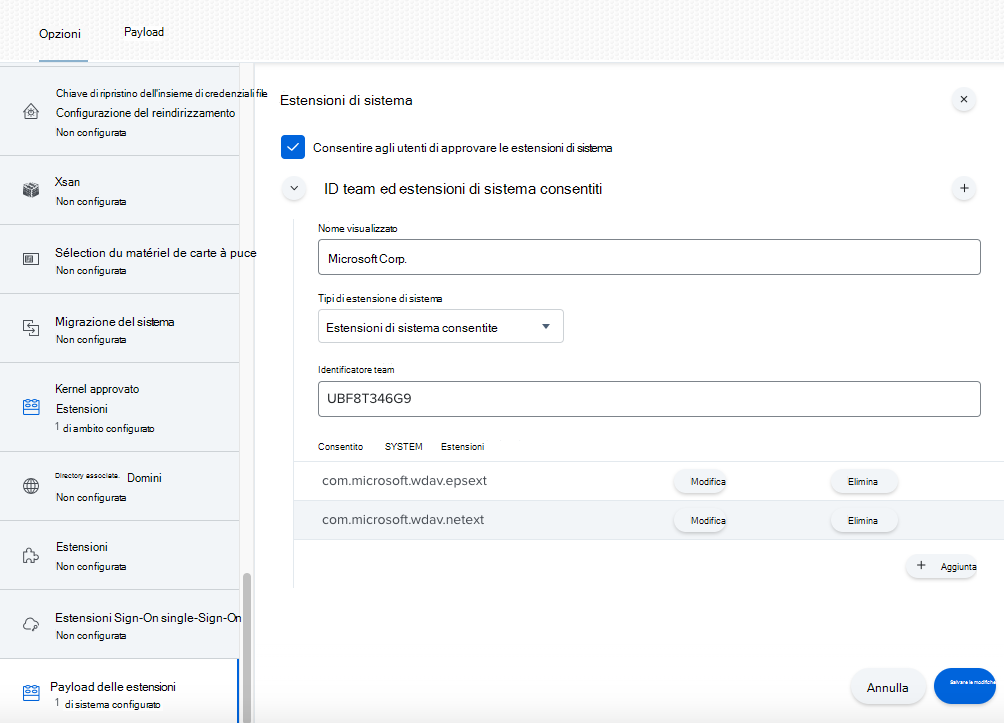 Opzioni
Payload
Chiave di ripristino dell'insieme di credenziali file
Configurazione del reindirizzamento
Non configurata
Xsan
Non configurata
Sélection du matériel de carte à puce
Non configurata
Migrazione del sistema
Non configurata
Kernel approvato
Estensioni
1 di ambito configurato
Directory associate. Domini
Non configurata
Estensioni
Non configurata
Estensioni Sign-On single-Sign-On
Non configurata
Payload delle estensioni
1 di sistema configurato
Estensioni di sistema
Consentire agli utenti di approvare le estensioni di sistema
ID team ed estensioni di sistema consentiti
Nome visualizzato
Microsoft Corp.
Tipi di estensione di sistema
Estensioni di sistema consentite
Identificatore team
UBF8T346G9
Consentito SYSTEM Estensioni
com.microsoft.wdav.epsext Modifica Elimina
com.microsoft.wdav.netext Modifica Elimina
+ Aggiunta
Annulla
Salvare le modifiche